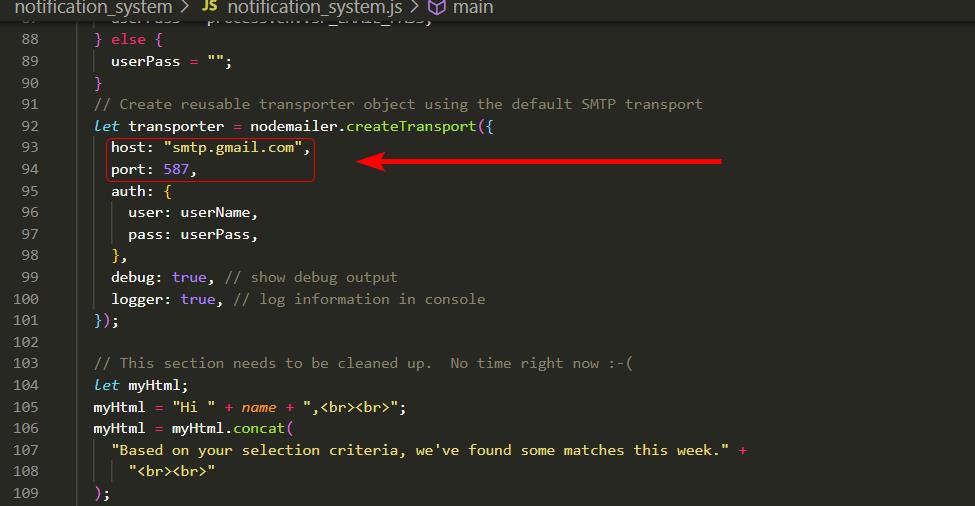 notification_system > JS notification_system.js > main
88 } else {
89 userPass = "";
90 }
91 // Create reusable transporter object using the default SMTP transport
92 let transporter = nodemailer.createTransport({
93 host: "smtp.gmail.com",
94 port: 587,
95 auth: {
96 user: userName,
97 pass: userPass,
98 },
99 debug: true, // show debug output
100 logger: true, // log information in console
101 });
102
103 // This section needs to be cleaned up.  No time right now :-(
104 let myHtml;
105 myHtml = "Hi " + name + ",<br><br>";
106 myHtml = myHtml.concat(
107 "Based on your selection criteria, we've found some matches this week." +
108 "<br><br>"
109 );